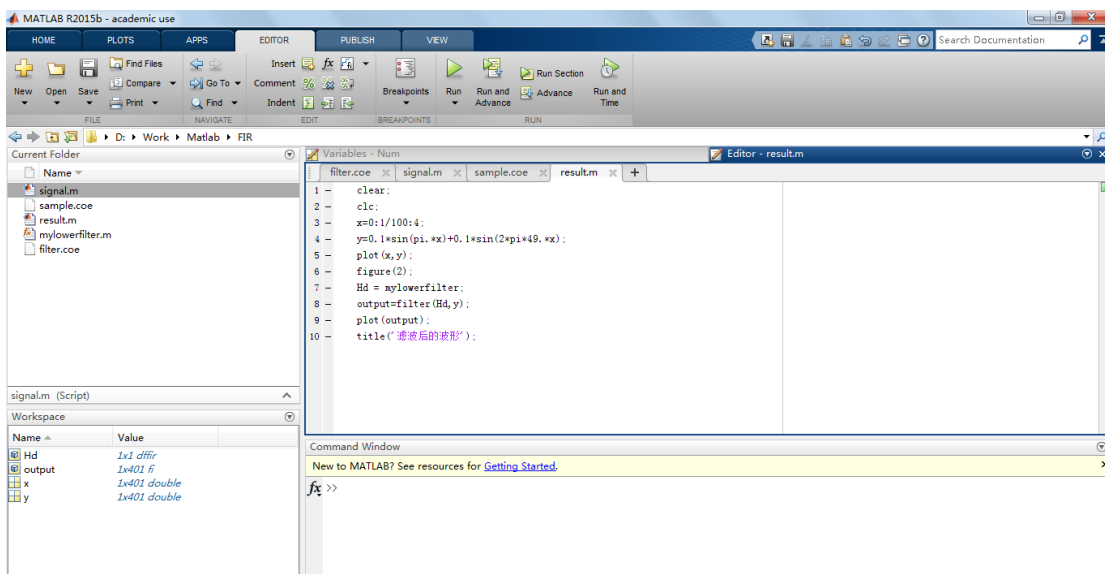 MATLAB R2015b - academic use
HOME PLOTS APPS EDITOR PUBLISH VIEW
Search Documentation
New Open Save
Find Files
Compare
Print
Go To
Find
Insert fx
Comment
Indent
Breakpoints
Run
Run and Advance
Run Section
Advance
Run and Time
FILE NAVIGATE EDIT BREAKPOINTS RUN
D: Work Matlab FIR
Current Folder
Name
signal.m
sample.coe
result.m
mylowerfilter.m
filter.coe
signal.m (Script)
Workspace
Name Value
Hd 1x1 dffir
output 1x401 fi
x 1x401 double
y 1x401 double
Variables - Num
Editor - result.m
filter.coe signal.m sample.coe result.m +
1 - clear;
2 - clc;
3 - x=0:1/100:4;
4 - y=0.1*sin(pi.*x)+0.1*sin(2*pi*49.*x);
5 - plot(x,y);
6 - figure(2);
7 - Hd = mylowerfilter;
8 - output=filter(Hd,y);
9 - plot(output);
10 - title('滤波后的波形');
Command Window
New to MATLAB? See resources for Getting Started.
fx >>